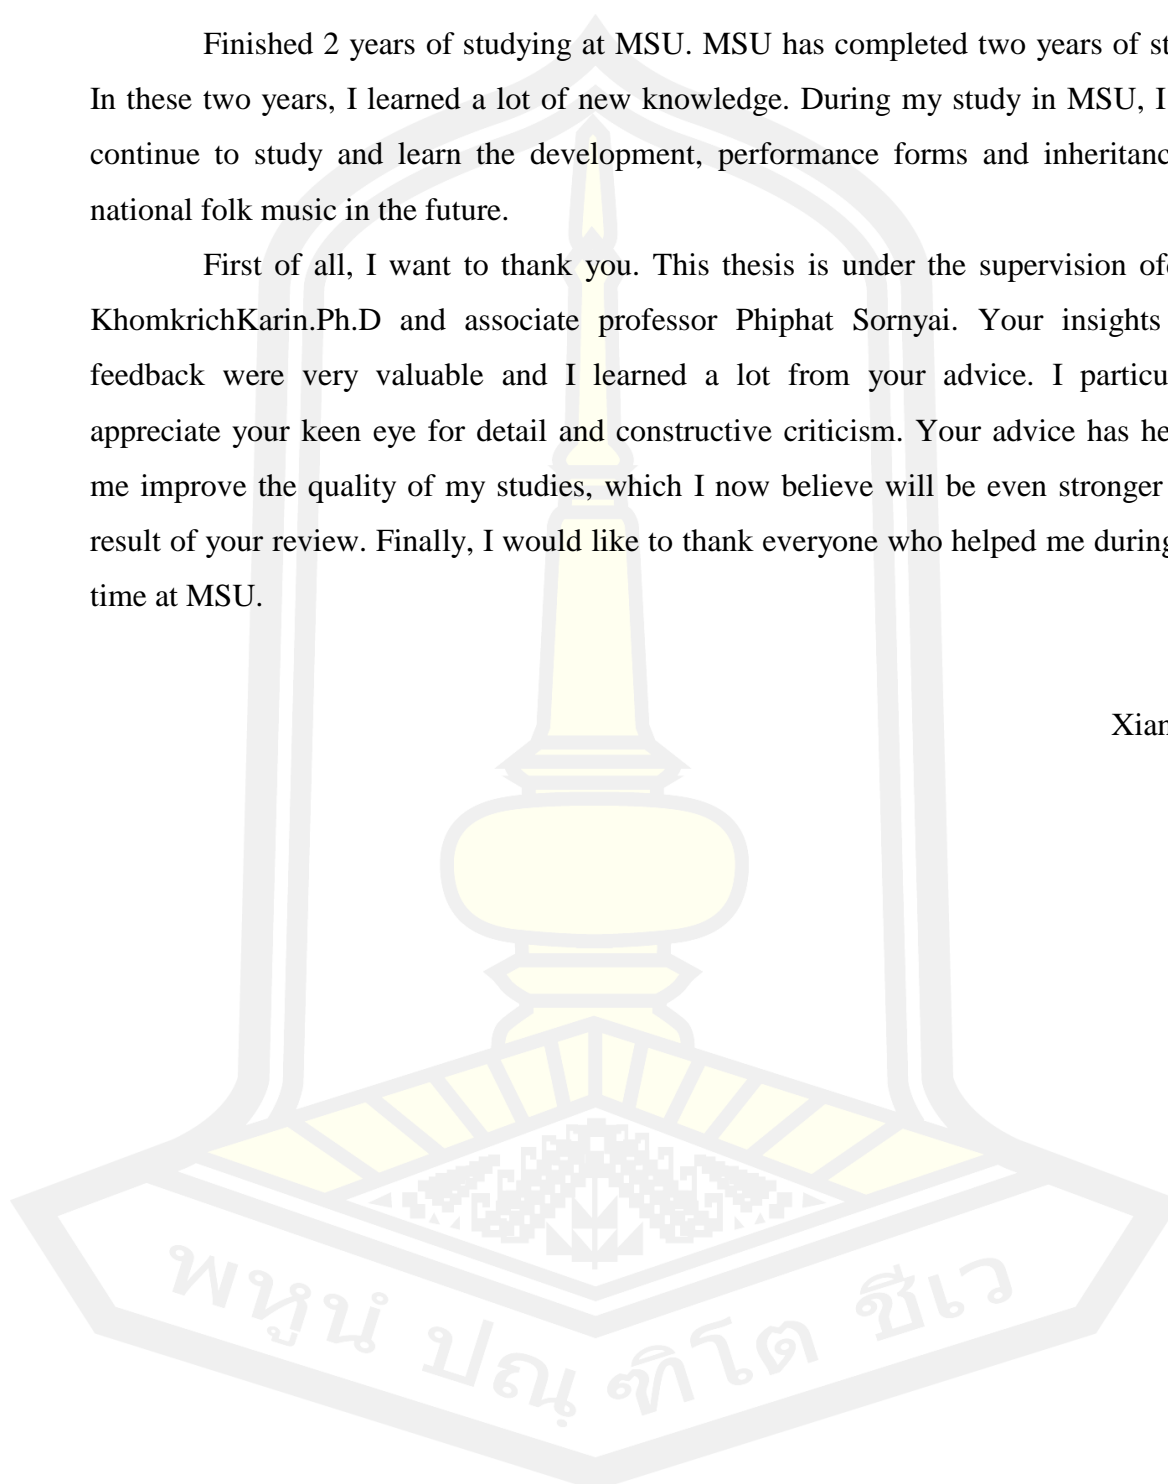 Finished 2 years of studying at MSU. MSU has completed two years of st
In these two years, I learned a lot of new knowledge. During my study in MSU, I
continue to study and learn the development, performance forms and inheritanc
national folk music in the future.
First of all, I want to thank you. This thesis is under the supervision of
KhomkrichKarin.Ph.D and associate professor Phiphat Sornyai. Your insights
feedback were very valuable and I learned a lot from your advice. I particu
appreciate your keen eye for detail and constructive criticism. Your advice has he
me improve the quality of my studies, which I now believe will be even stronger
result of your review. Finally, I would like to thank everyone who helped me during
time at MSU.
Xian
พหูนํ ปณฺฑิโต ชีเว